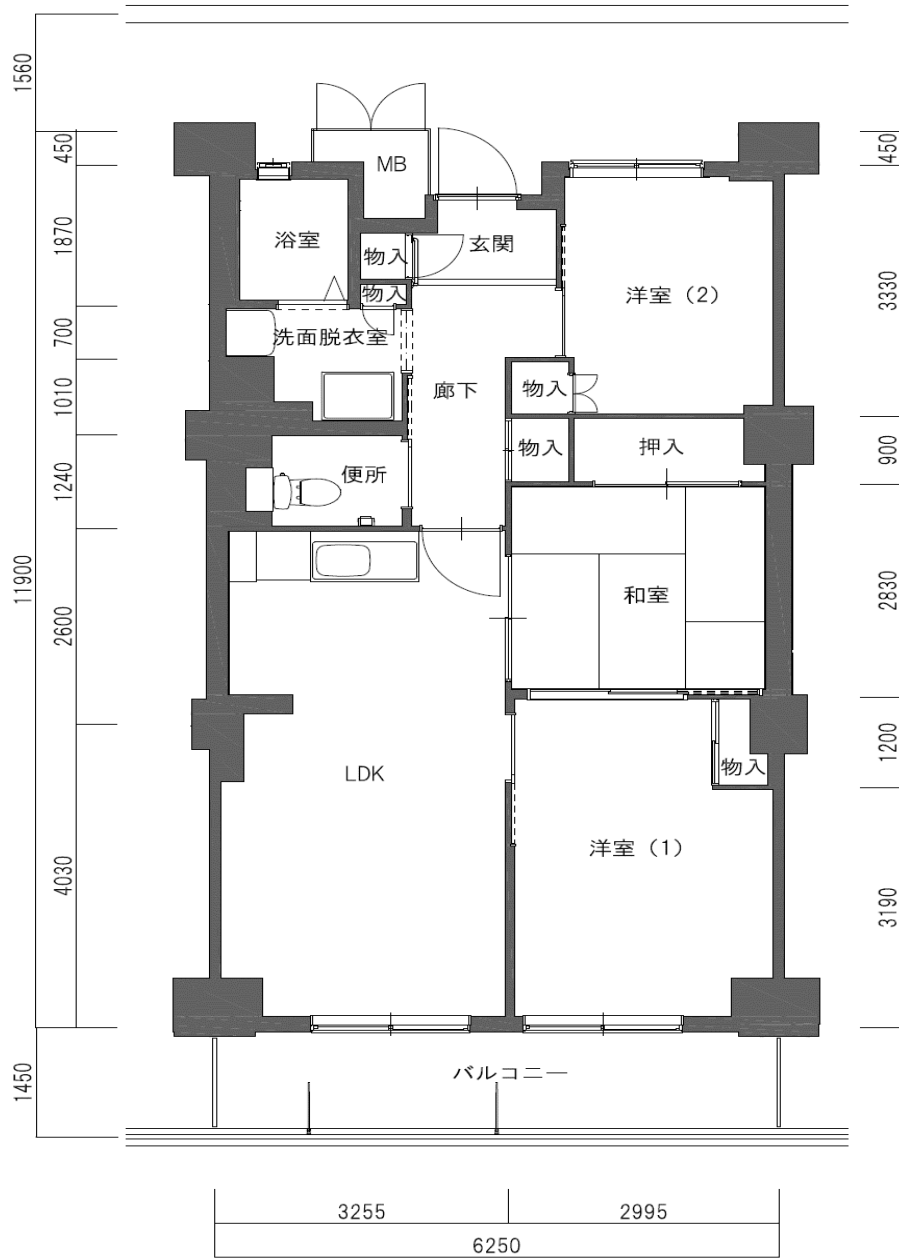 1560
450
1870
700
1010
1240
11900
2600
4030
1450
MB
浴室
物入
玄関
物入
洗面脱衣室
洋室（2）
廊下
物入
便所
物入
押入
和室
LDK
物入
洋室（1）
バルコニー
450
3330
900
2830
1200
3190
3255
2995
6250